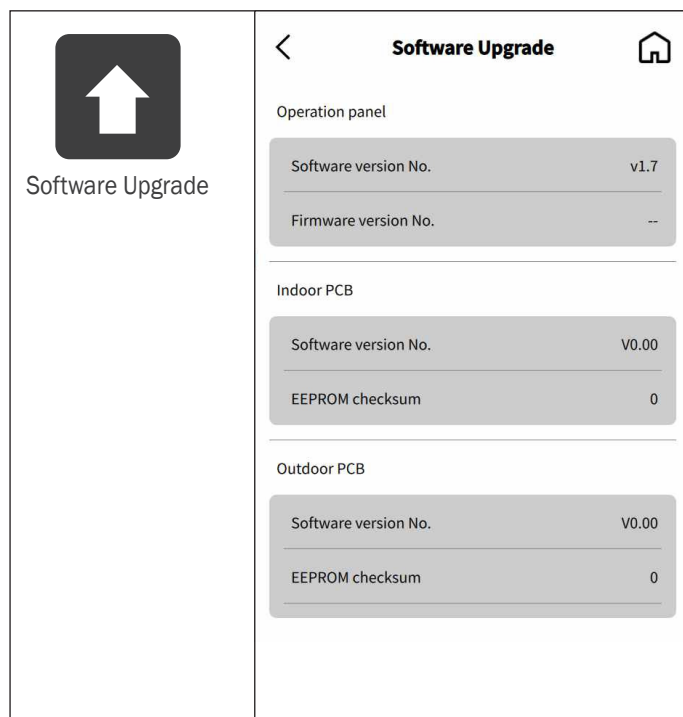 Software Upgrade
Software Upgrade
Operation panel
Software version No. v1.7
Firmware version No. --
Indoor PCB
Software version No. V0.00
EEPROM checksum 0
Outdoor PCB
Software version No. V0.00
EEPROM checksum 0